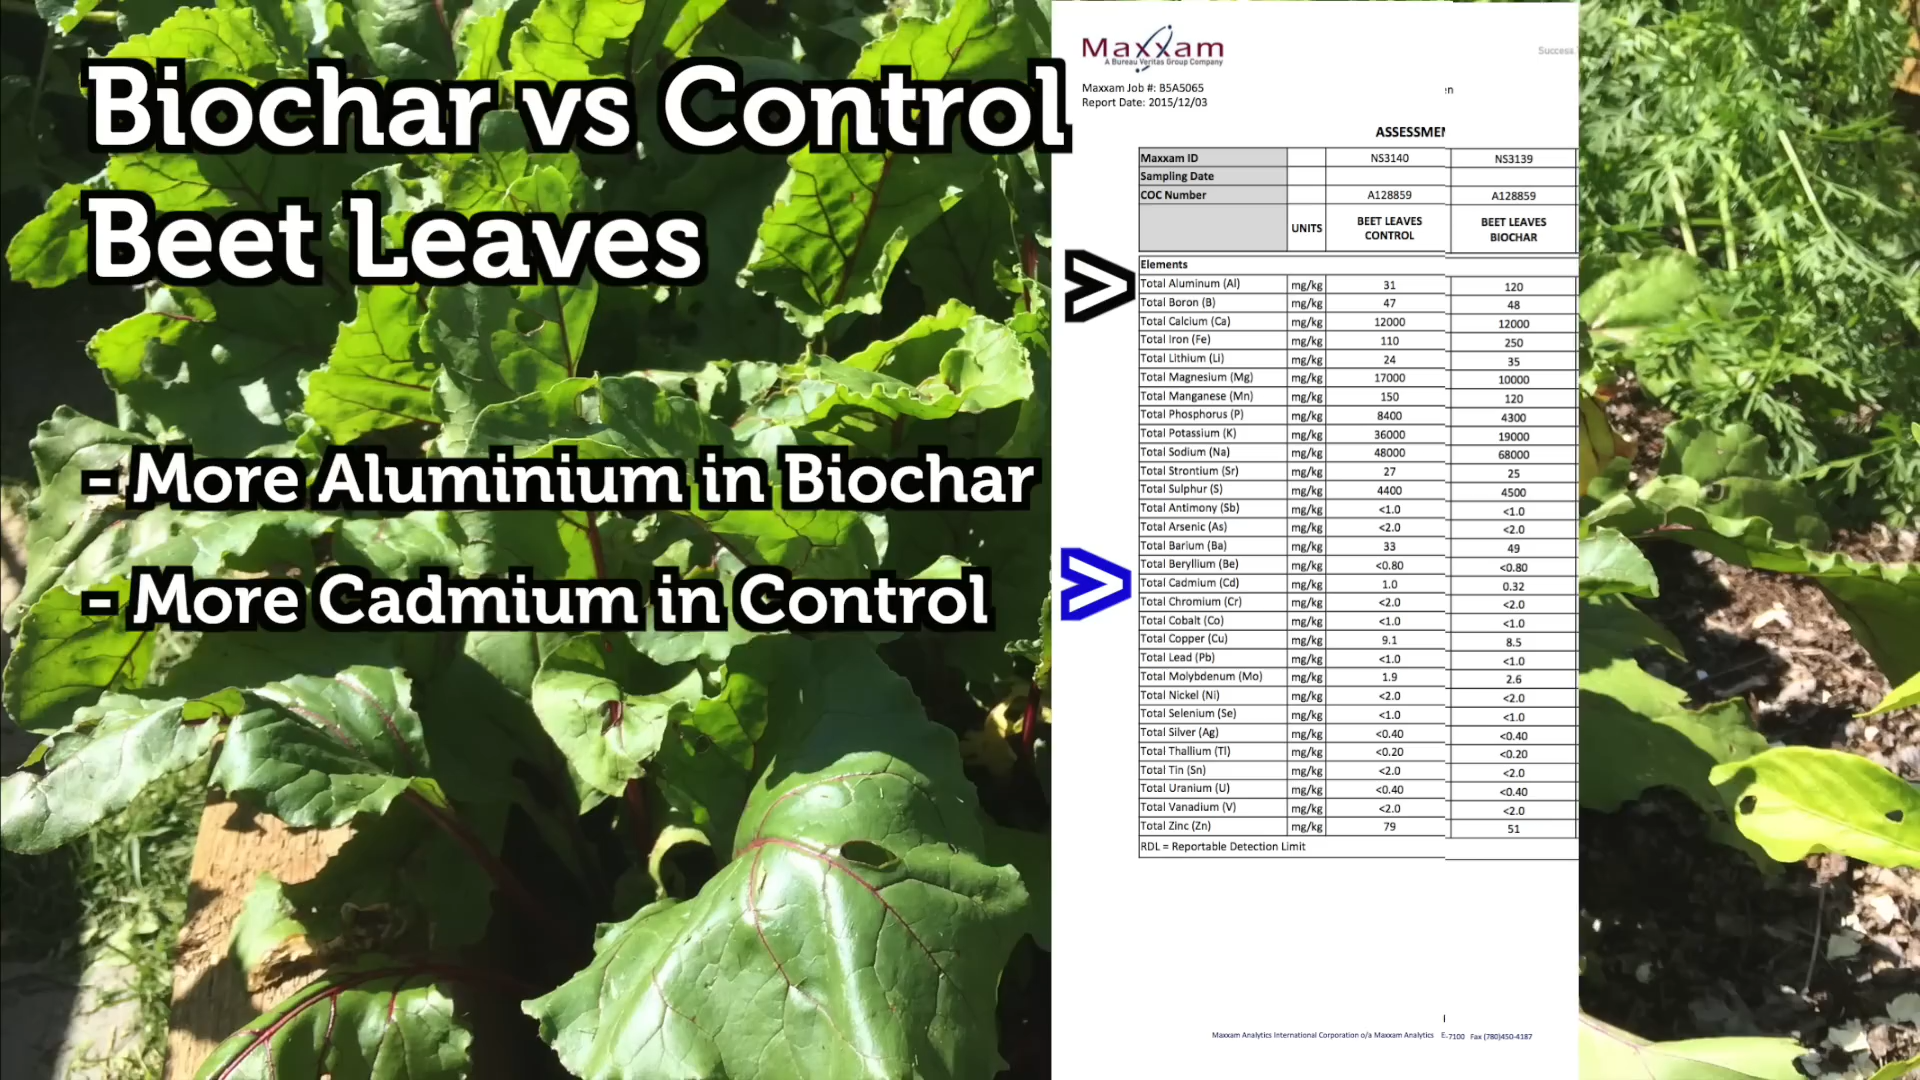 Biochar vs Control
Beet Leaves
- More Aluminium in Biochar
- More Cadmium in Control
>
>
Maxxam
A Bureau Veritas Group Company
Success
Maxxam Job #: B5A5065
Report Date: 2015/12/03
ASSESSMEN
Maxxam ID NS3140 NS3139
Sampling Date
COC Number A128859 A128859
UNITS BEET LEAVES CONTROL BEET LEAVES BIOCHAR
Elements
Total Aluminum (Al) mg/kg 31 120
Total Boron (B) mg/kg 47 48
Total Calcium (Ca) mg/kg 12000 12000
Total Iron (Fe) mg/kg 110 250
Total Lithium (Li) mg/kg 24 35
Total Magnesium (Mg) mg/kg 17000 10000
Total Manganese (Mn) mg/kg 150 120
Total Phosphorus (P) mg/kg 8400 4300
Total Potassium (K) mg/kg 36000 19000
Total Sodium (Na) mg/kg 48000 68000
Total Strontium (Sr) mg/kg 27 25
Total Sulphur (S) mg/kg 4400 4500
Total Antimony (Sb) mg/kg <1.0 <1.0
Total Arsenic (As) mg/kg <2.0 <2.0
Total Barium (Ba) mg/kg 33 49
Total Beryllium (Be) mg/kg <0.80 <0.80
Total Cadmium (Cd) mg/kg 1.0 0.32
Total Chromium (Cr) mg/kg <2.0 <2.0
Total Cobalt (Co) mg/kg <1.0 <1.0
Total Copper (Cu) mg/kg 9.1 8.5
Total Lead (Pb) mg/kg <1.0 <1.0
Total Molybdenum (Mo) mg/kg 1.9 2.6
Total Nickel (Ni) mg/kg <2.0 <2.0
Total Selenium (Se) mg/kg <1.0 <1.0
Total Silver (Ag) mg/kg <0.40 <0.40
Total Thallium (Tl) mg/kg <0.20 <0.20
Total Tin (Sn) mg/kg <2.0 <2.0
Total Uranium (U) mg/kg <0.40 <0.40
Total Vanadium (V) mg/kg <2.0 <2.0
Total Zinc (Zn) mg/kg 79 51
RDL = Reportable Detection Limit
Maxxam Analytics International Corporation o/a Maxxam Analytics E-7100 Fax (780)450-4187